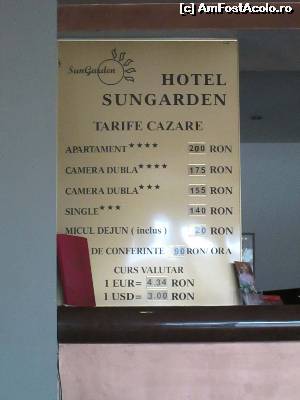 (c) AmFostAcolo.ro
SunGarden
HOTEL
SUNGARDEN
TARIFE CAZARE
APARTAMENT**** 200 RON
CAMERA DUBLA**** 175 RON
CAMERA DUBLA*** 155 RON
SINGLE*** 140 RON
MICUL DEJUN ( inclus ) 20 RON
DE CONFERINTE 90 RON/ORA
CURS VALUTAR
1 EUR= 4.34 RON
1 USD= 3.00 RON